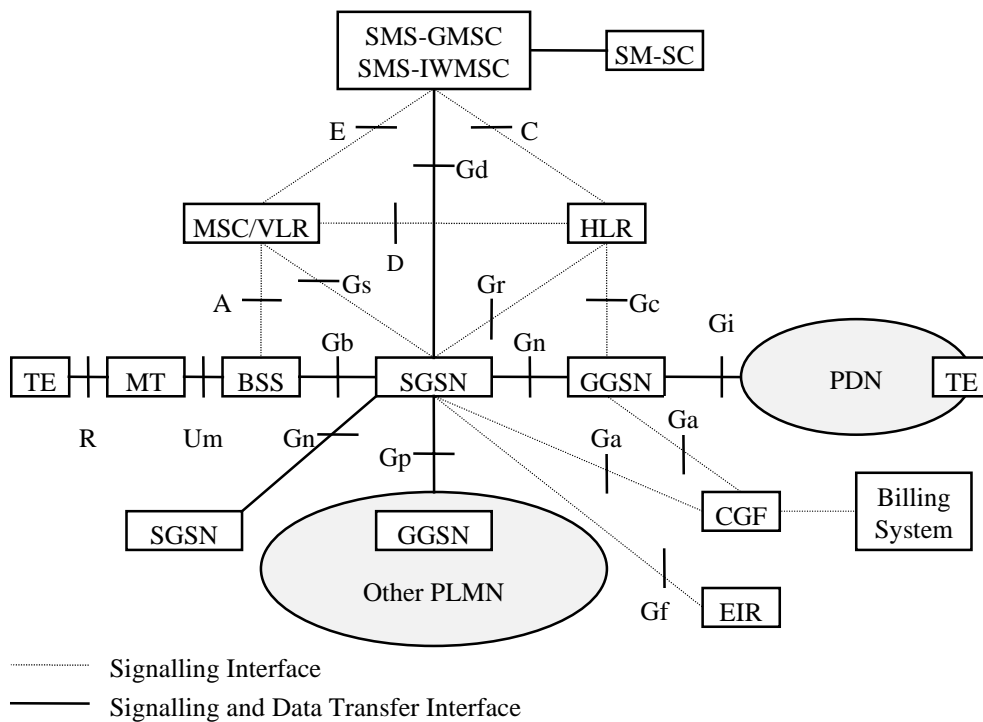 SMS-GMSC
SMS-IWMSC
SM-SC
E
C
Gd
MSC/VLR
HLR
D
Gs
Gr
A
Gc
Gb
Gn
Gi
TE
MT
BSS
SGSN
GGSN
PDN
TE
R
Um
Gn
Gp
Ga
Ga
SGSN
GGSN
CGF
Billing
System
Other PLMN
Gf
EIR
Signalling Interface
Signalling and Data Transfer Interface